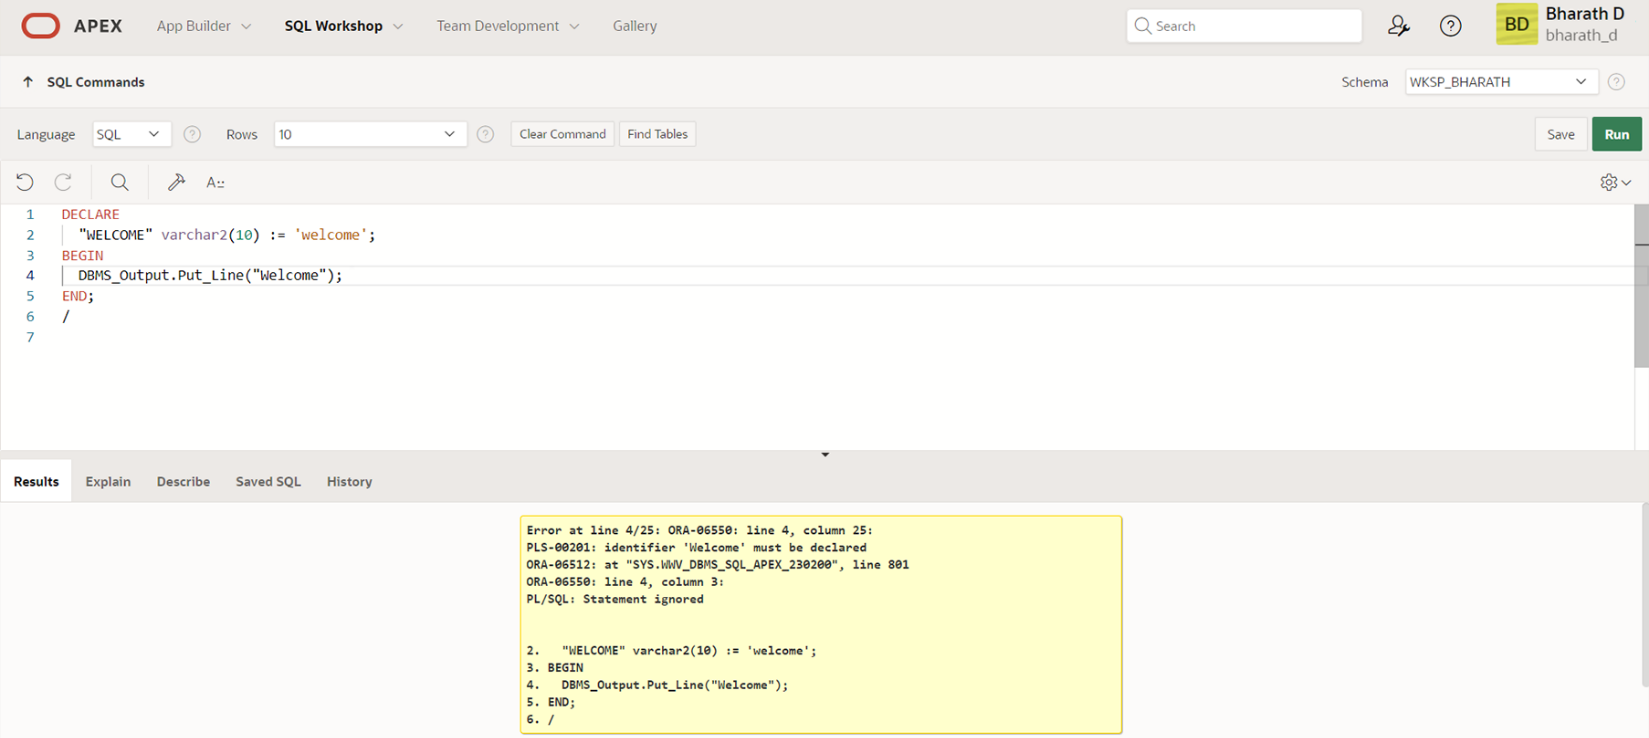 APEX App Builder SQL Workshop Team Development Gallery Search BD Bharath D
bharath_d
SQL Commands Schema WKSP_BHARATH
Language SQL Rows 10 Clear Command Find Tables Save Run
A::
1 DECLARE
2 "WELCOME" varchar2(10) := 'welcome';
3 BEGIN
4 DBMS_Output.Put_Line("Welcome");
5 END;
6 /
7
Results Explain Describe Saved SQL History
Error at line 4/25: ORA-06550: line 4, column 25:
PLS-00201: identifier 'Welcome' must be declared
ORA-06512: at "SYS.WWV_DBMS_SQL_APEX_230200", line 801
ORA-06550: line 4, column 3:
PL/SQL: Statement ignored
2. "WELCOME" varchar2(10) := 'welcome';
3. BEGIN
4. DBMS_Output.Put_Line("Welcome");
5. END;
6. /